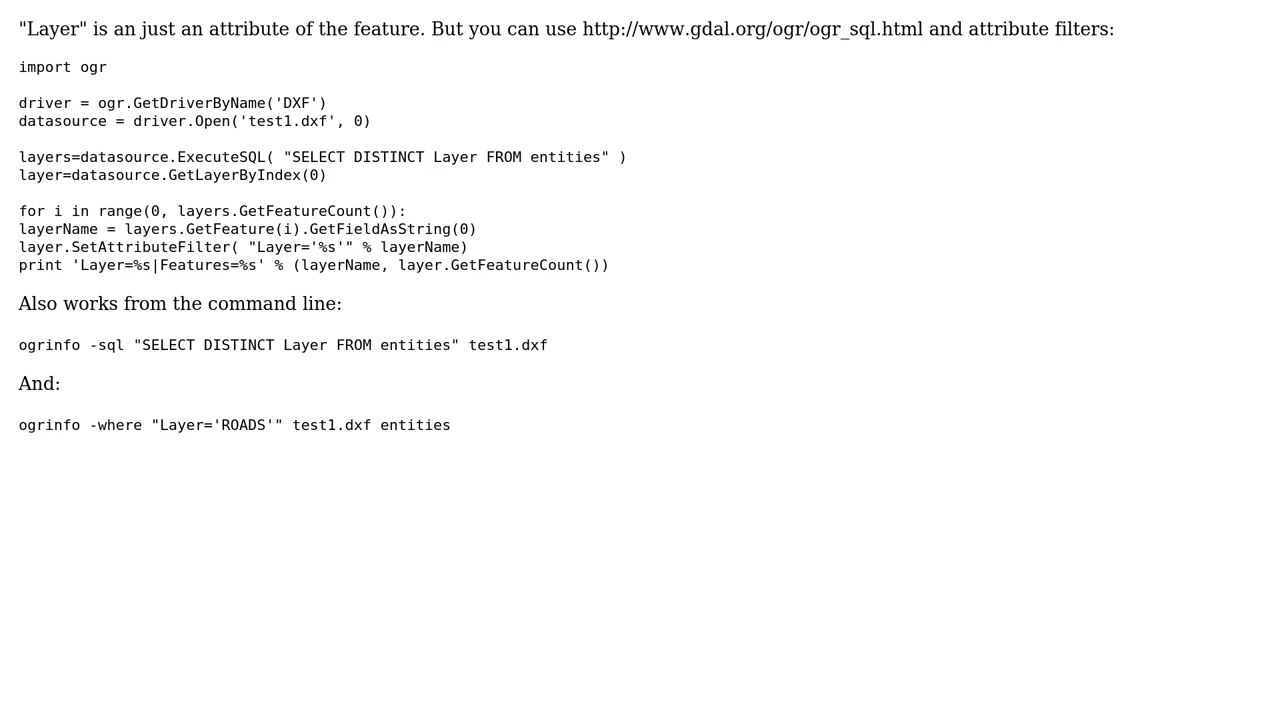 "Layer" is an just an attribute of the feature. But you can use http://www.gdal.org/ogr/ogr_sql.html and attribute filters:
import ogr
driver = ogr.GetDriverByName('DXF')
datasource = driver.Open('test1.dxf', 0)
layers=datasource.ExecuteSQL( "SELECT DISTINCT Layer FROM entities" )
layer=datasource.GetLayerByIndex(0)
for i in range(0, layers.GetFeatureCount()):
layerName = layers.GetFeature(i).GetFieldAsString(0)
layer.SetAttributeFilter( "Layer='%s'" % layerName)
print 'Layer=%s|Features=%s' % (layerName, layer.GetFeatureCount())
Also works from the command line:
ogrinfo -sql "SELECT DISTINCT Layer FROM entities" test1.dxf
And:
ogrinfo -where "Layer='ROADS'" test1.dxf entities